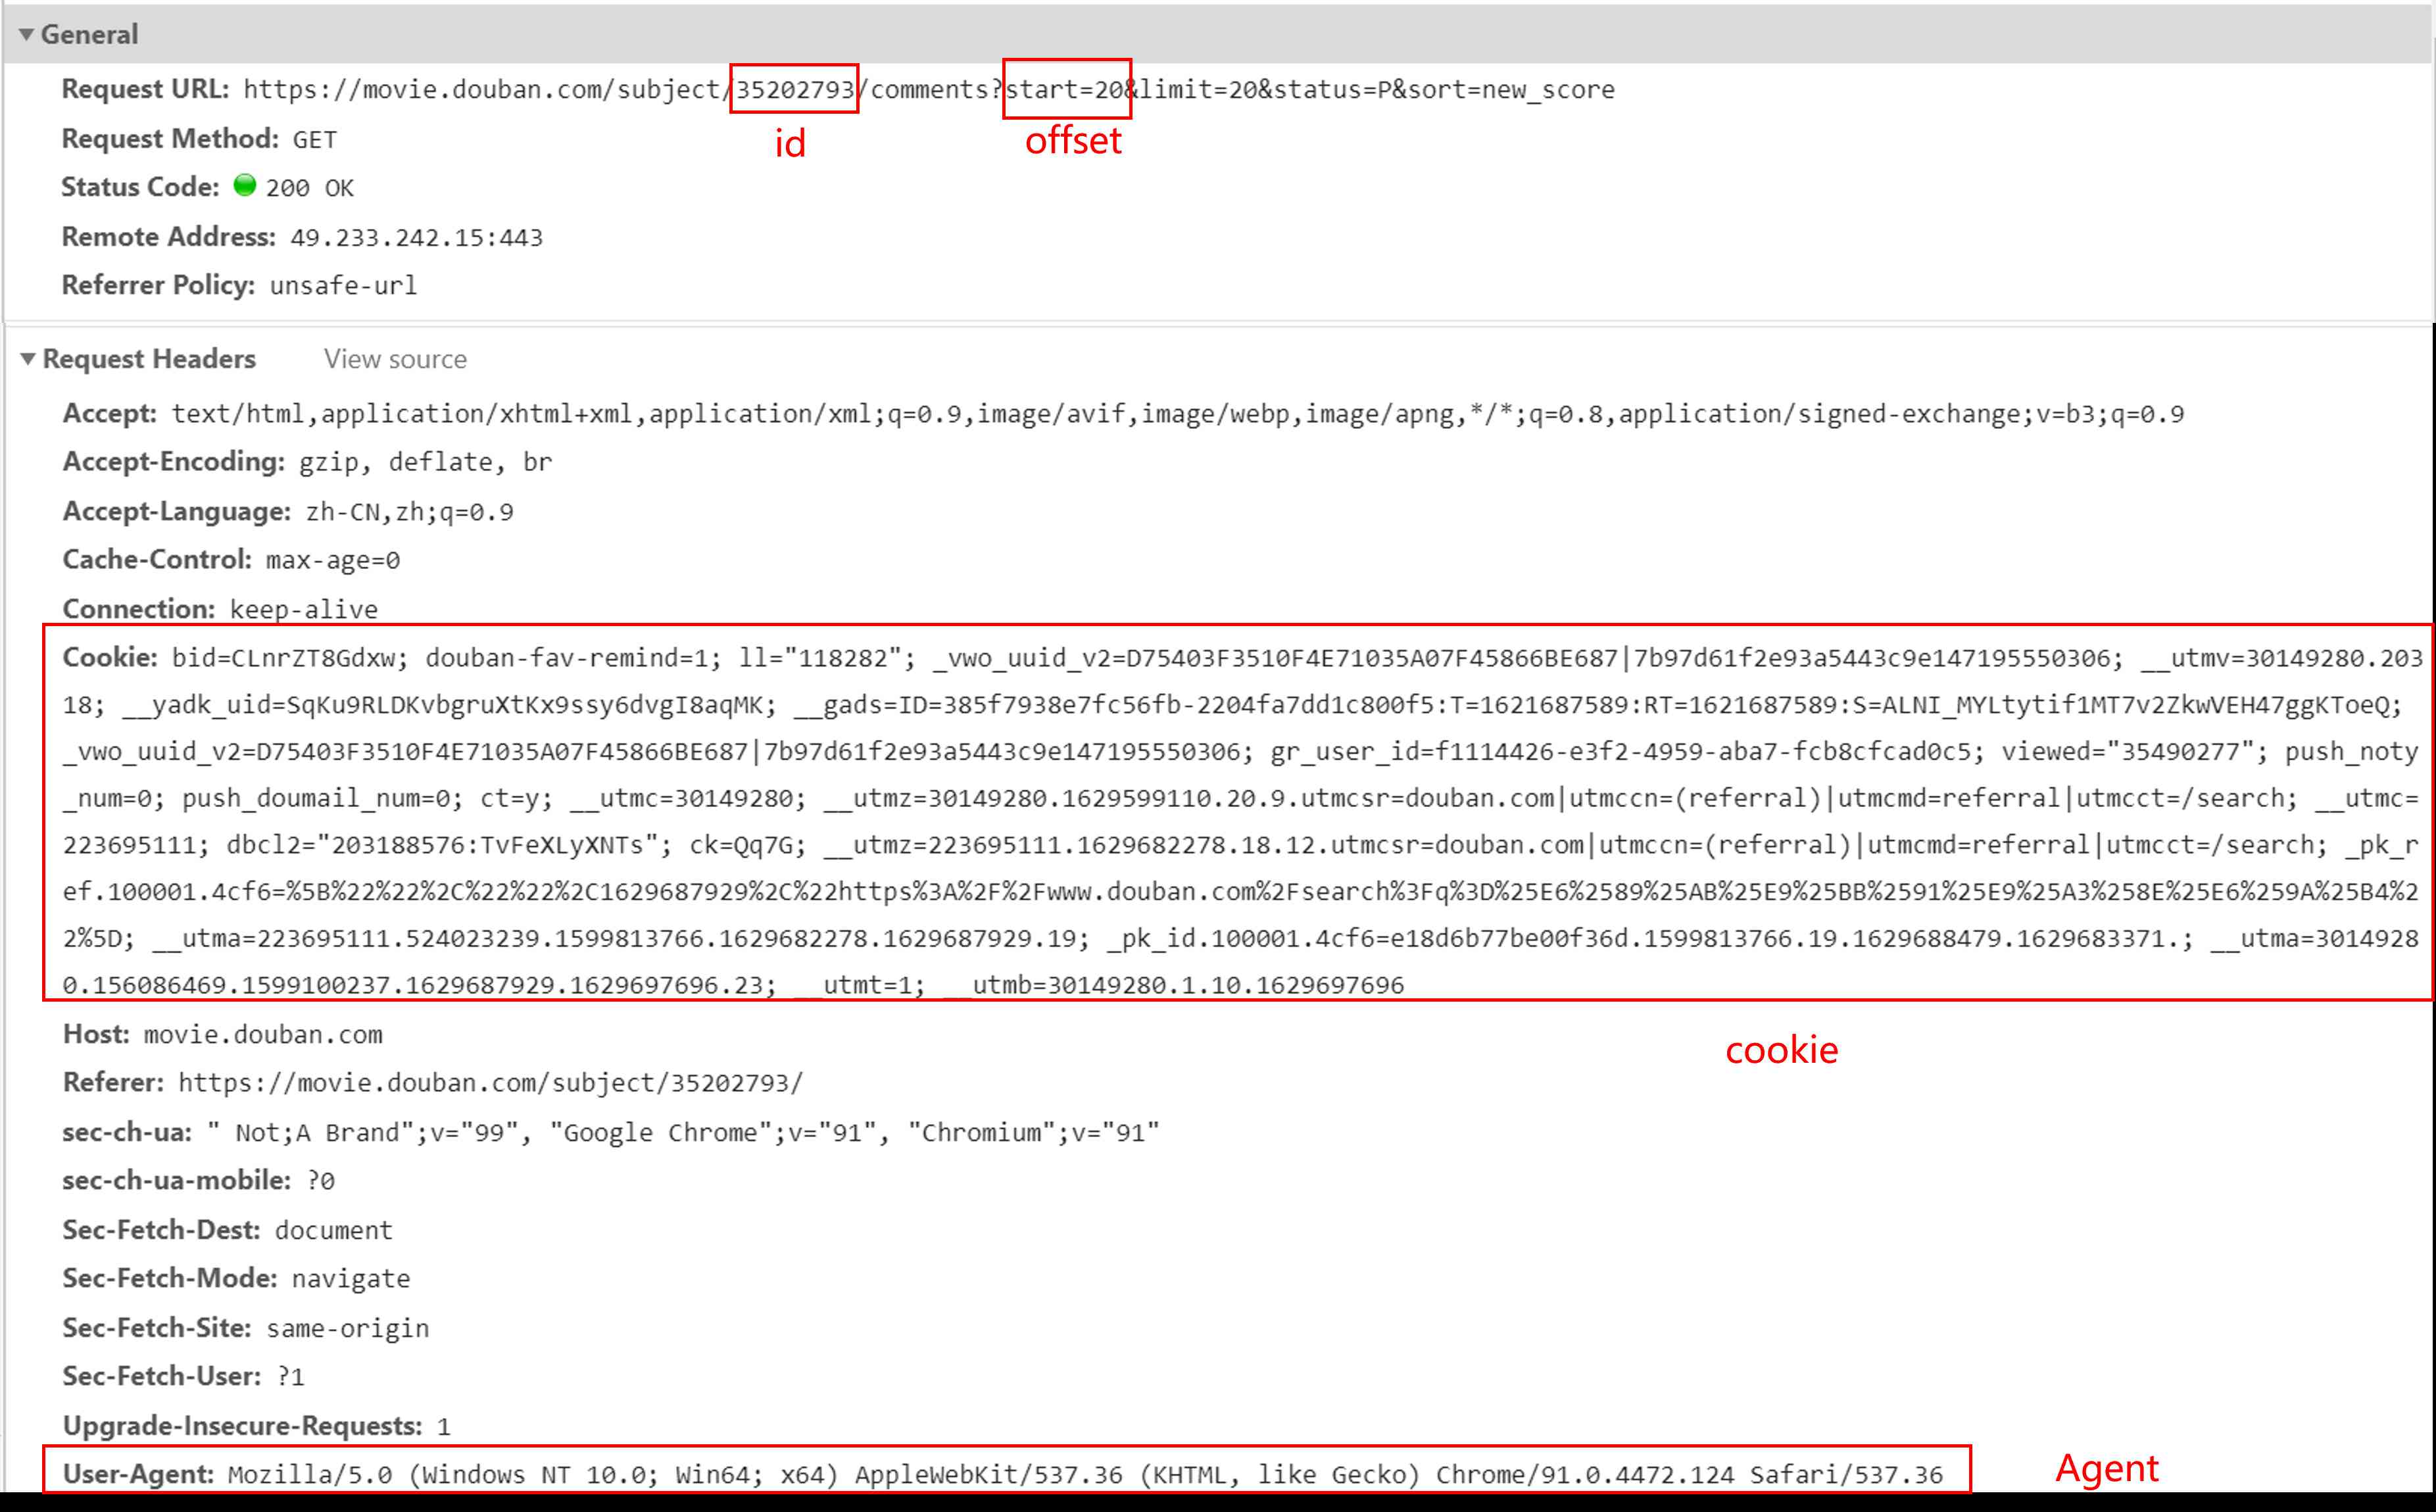 General
Request URL: https://movie.douban.com/subject/35202793/comments?start=20&limit=20&status=P&sort=new_score
id
offset
Request Method: GET
Status Code: 200 OK
Remote Address: 49.233.242.15:443
Referrer Policy: unsafe-url
Request Headers View source
Accept: text/html,application/xhtml+xml,application/xml;q=0.9,image/avif,image/webp,image/apng,*/*;q=0.8,application/signed-exchange;v=b3;q=0.9
Accept-Encoding: gzip, deflate, br
Accept-Language: zh-CN,zh;q=0.9
Cache-Control: max-age=0
Connection: keep-alive
Cookie: bid=CLnrZT8Gdxw; douban-fav-remind=1; ll="118282"; _vwo_uuid_v2=D75403F3510F4E71035A07F45866BE687|7b97d61f2e93a5443c9e147195550306; __utmv=30149280.203
18; __yadk_uid=SqKu9RLDKvbgruXtKx9ssy6dvgI8aqMK; __gads=ID=385f7938e7fc56fb-2204fa7dd1c800f5:T=1621687589:RT=1621687589:S=ALNI_MYLtytif1MT7v2ZkwVEH47ggKToeQ;
_vwo_uuid_v2=D75403F3510F4E71035A07F45866BE687|7b97d61f2e93a5443c9e147195550306; gr_user_id=f1114426-e3f2-4959-aba7-fcb8cfcad0c5; viewed="35490277"; push_noty
_num=0; push_doumail_num=0; ct=y; __utmc=30149280; __utmz=30149280.1629599110.20.9.utmcsr=douban.com|utmccn=(referral)|utmcmd=referral|utmcct=/search; __utmc=
223695111; dbcl2="203188576:TvFeXLyXNTs"; ck=Qq7G; __utmz=223695111.1629682278.18.12.utmcsr=douban.com|utmccn=(referral)|utmcmd=referral|utmcct=/search; _pk_r
ef.100001.4cf6=%5B%22%22%2C%22%22%2C1629687929%2C%22https%3A%2F%2Fwww.douban.com%2Fsearch%3Fq%3D%25E6%2589%25AB%25E9%25BB%2591%25E9%25A3%258E%25E6%259A%25B4%2
2%5D; __utma=223695111.524023239.1599813766.1629682278.1629687929.19; _pk_id.100001.4cf6=e18d6b77be00f36d.1599813766.19.1629688479.1629683371.; __utma=3014928
0.156086469.1599100237.1629687929.1629697696.23; __utmt=1; __utmb=30149280.1.10.1629697696
Host: movie.douban.com
cookie
Referer: https://movie.douban.com/subject/35202793/
sec-ch-ua: " Not;A Brand";v="99", "Google Chrome";v="91", "Chromium";v="91"
sec-ch-ua-mobile: ?0
Sec-Fetch-Dest: document
Sec-Fetch-Mode: navigate
Sec-Fetch-Site: same-origin
Sec-Fetch-User: ?1
Upgrade-Insecure-Requests: 1
User-Agent: Mozilla/5.0 (Windows NT 10.0; Win64; x64) AppleWebKit/537.36 (KHTML, like Gecko) Chrome/91.0.4472.124 Safari/537.36
Agent